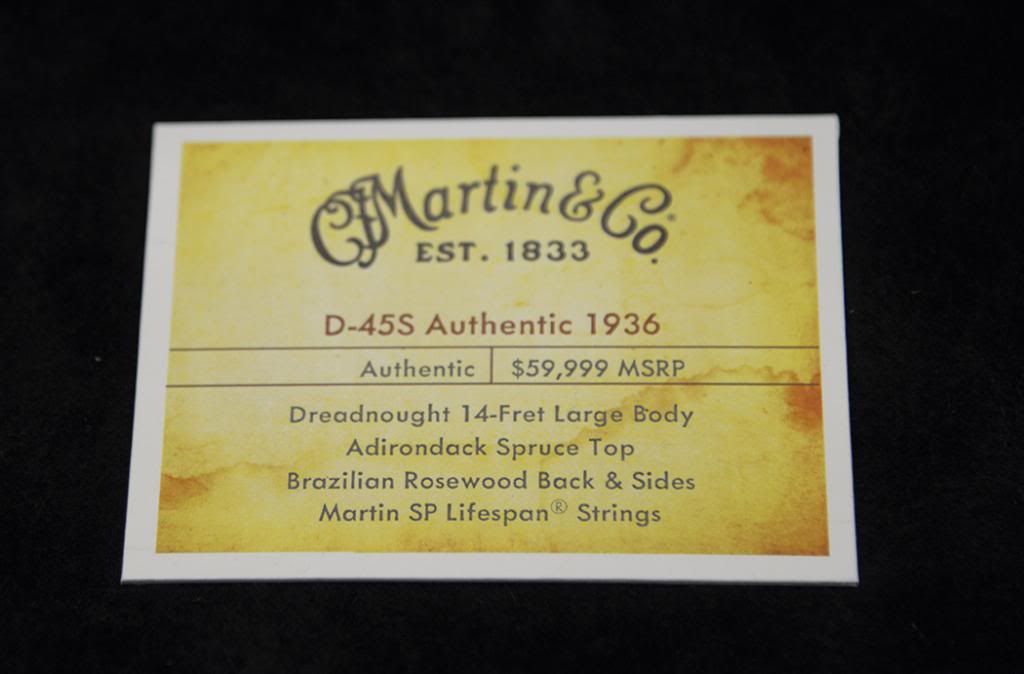 CFMartin & Co.®
EST. 1833
D-45S Authentic 1936
Authentic | $59,999 MSRP
Dreadnought 14-Fret Large Body
Adirondack Spruce Top
Brazilian Rosewood Back & Sides
Martin SP Lifespan® Strings